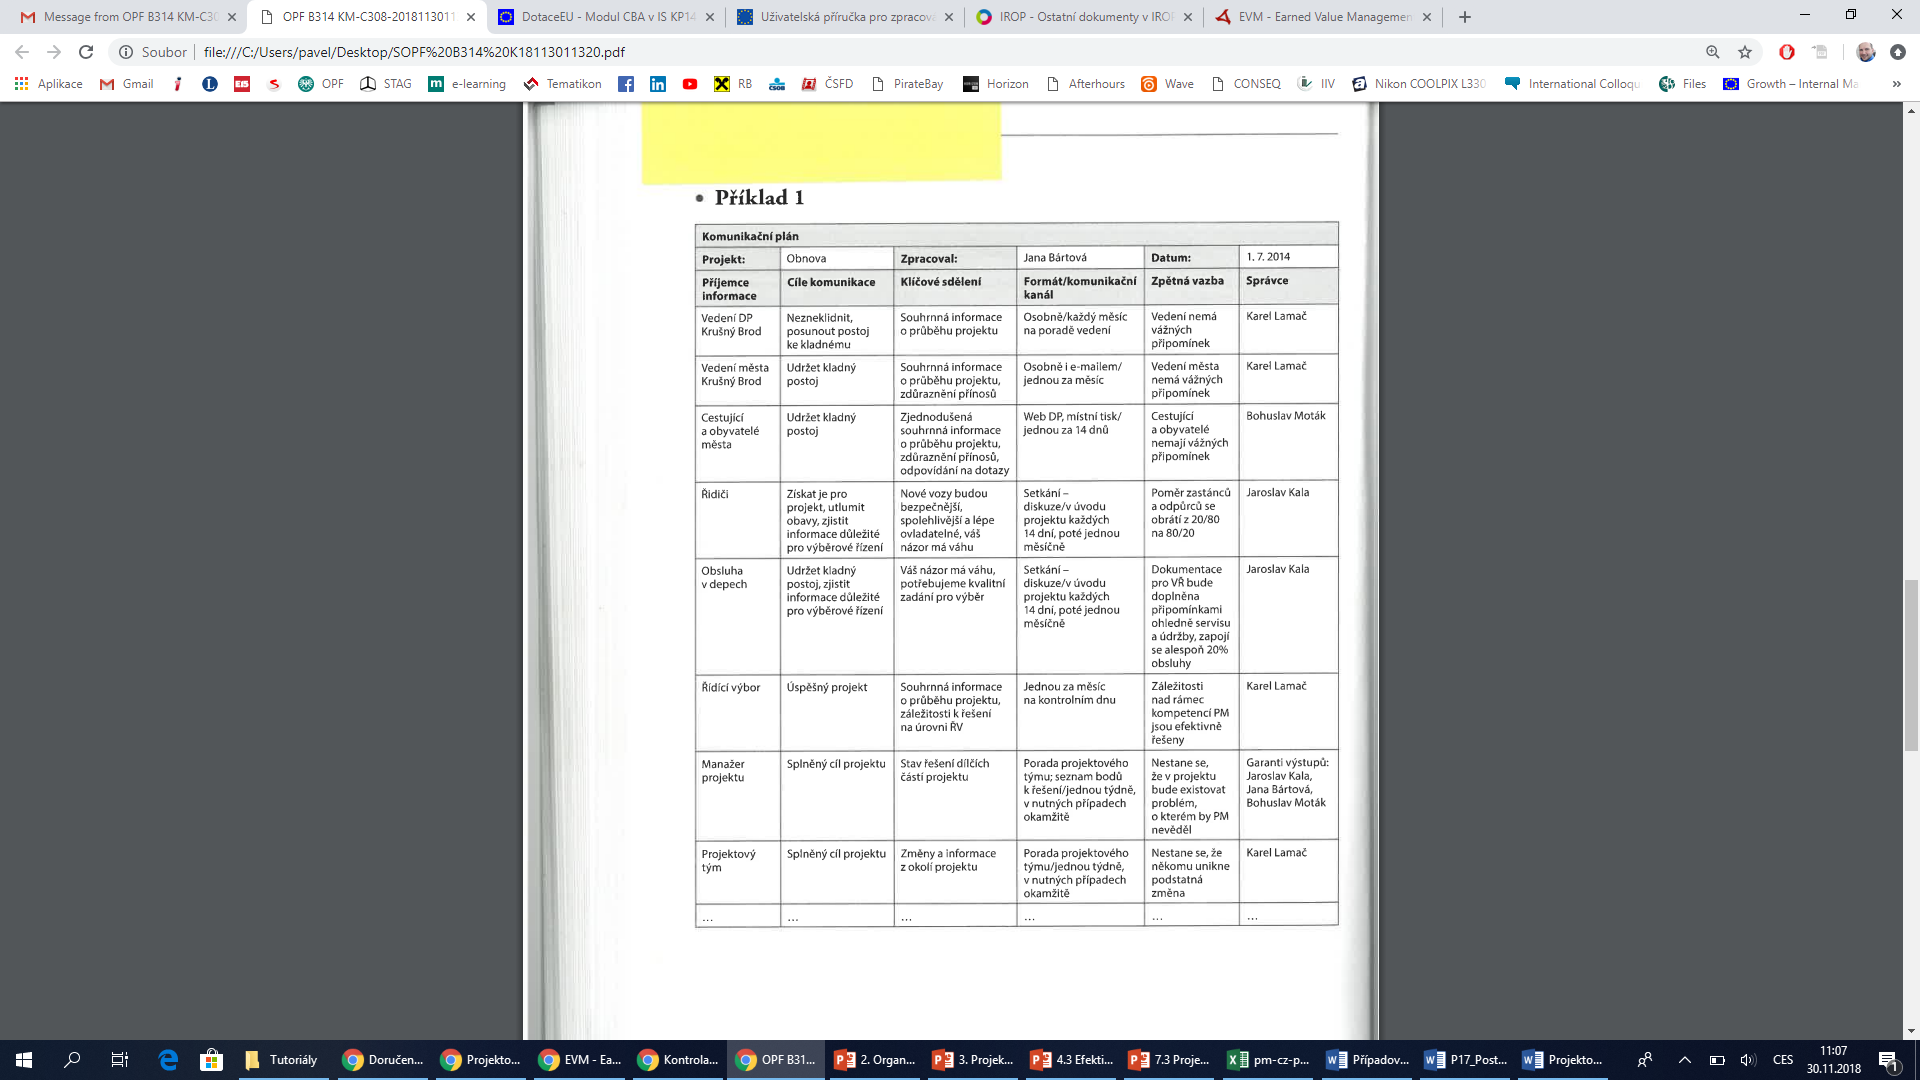 Message from OPF B314 KM-C30
OPF B314 KM-C308-2018113011
DotaceEU - Modul CBA v IS KP14
Uživatelská příručka pro zpracova
IROP - Ostatní dokumenty v IROP
EVM - Earned Value Managemen
Soubor
file:///C:/Users/pavel/Desktop/SOPF%20B314%20K18113011320.pdf
Aplikace
Gmail
OPF
STAG
e-learning
Tematikon
RB
ČSFD
PirateBay
Horizon
Afterhours
Wave
CONSEQ
IIV
Nikon COOLPIX L330
International Colloqu
Files
Growth – Internal Ma
»
• Příklad 1
Komunikační plán
Projekt: Obnova Zpracoval: Jana Bártová Datum: 1. 7. 2014
Příjemce
informace
Cíle komunikace
Klíčové sdělení
Formát/komunikační
kanál
Zpětná vazba
Správce
Vedení DP
Krušný Brod
Nezneklidnit,
posunout postoj
ke kladnému
Souhrnná informace
o průběhu projektu
Osobně/každý měsíc
na poradě vedení
Vedení nemá
vážných
připomínek
Karel Lamač
Vedení města
Krušný Brod
Udržet kladný
postoj
Souhrnná informace
o průběhu projektu,
zdůraznění přínosů
Osobně i e-mailem/
jednou za měsíc
Vedení města
nemá vážných
připomínek
Karel Lamač
Cestující
a obyvatelé
města
Udržet kladný
postoj
Zjednodušená
souhrnná informace
o průběhu projektu,
zdůraznění přínosů,
odpovídání na dotazy
Web DP, místní tisk/
jednou za 14 dnů
Cestující
a obyvatelé
nemají vážných
připomínek
Bohuslav Moták
Řidiči
Získat je pro
projekt, utlumit
obavy, zjistit
informace důležité
pro výběrové řízení
Nové vozy budou
bezpečnější,
spolehlivější a lépe
ovladatelné, váš
názor má váhu
Setkání –
diskuze/v úvodu
projektu každých
14 dní, poté jednou
měsíčně
Poměr zastánců
a odpůrců se
obrátí z 20/80
na 80/20
Jaroslav Kala
Obsluha
v depech
Udržet kladný
postoj, zjistit
informace důležité
pro výběrové řízení
Váš názor má váhu,
potřebujeme kvalitní
zadání pro výběr
Setkání –
diskuze/v úvodu
projektu každých
14 dní, poté jednou
měsíčně
Dokumentace
pro VŘ bude
doplněna
připomínkami
ohledně servisu
a údržby, zapojí
se alespoň 20%
obsluhy
Jaroslav Kala
Řídící výbor
Úspěšný projekt
Souhrnná informace
o průběhu projektu,
záležitosti k řešení
na úrovni ŘV
Jednou za měsíc
na kontrolním dnu
Záležitosti
nad rámec
kompetencí PM
jsou efektivně
řešeny
Karel Lamač
Manažer
projektu
Splněný cíl projektu
Stav řešení dílčích
částí projektu
Porada projektového
týmu; seznam bodů
k řešení/jednou týdně,
v nutných případech
okamžitě
Nestane se,
že v projektu
bude existovat
problém,
o kterém by PM
nevěděl
Garanti výstupů:
Jaroslav Kala,
Jana Bártová,
Bohuslav Moták
Projektový
tým
Splněný cíl projektu
Změny a informace
z okolí projektu
Porada projektového
týmu/jednou týdně,
v nutných případech
okamžitě
Nestane se, že
někomu unikne
podstatná
změna
Karel Lamač
… … … … … …
Tutoriály
Doručen...
Projekto...
EVM - Ea...
Kontrola...
OPF B31...
2. Organ...
3. Projek...
4.3 Efekti...
7.3 Proje...
pm-cz-p...
Případov...
P17_Post...
Projekto...
CES
11:07
30.11.2018
1